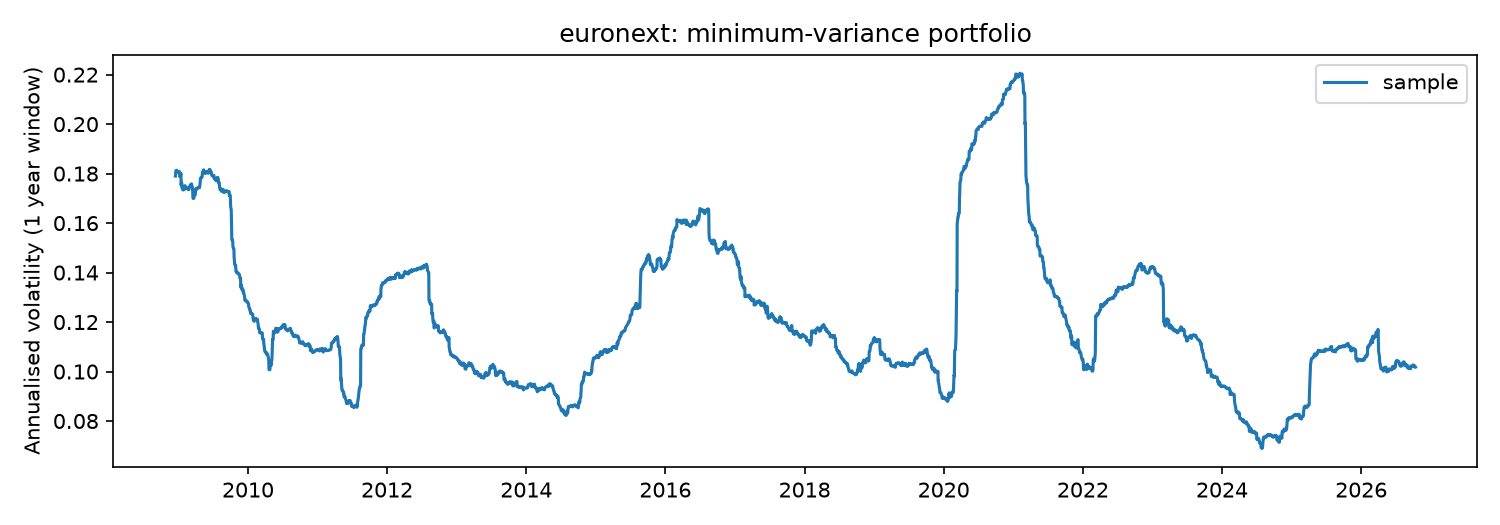 euronext: minimum-variance portfolio
Annualised volatility (1 year window)
0.22
0.20
0.18
0.16
0.14
0.12
0.10
0.08
sample
2010 2012 2014 2016 2018 2020 2022 2024 2026